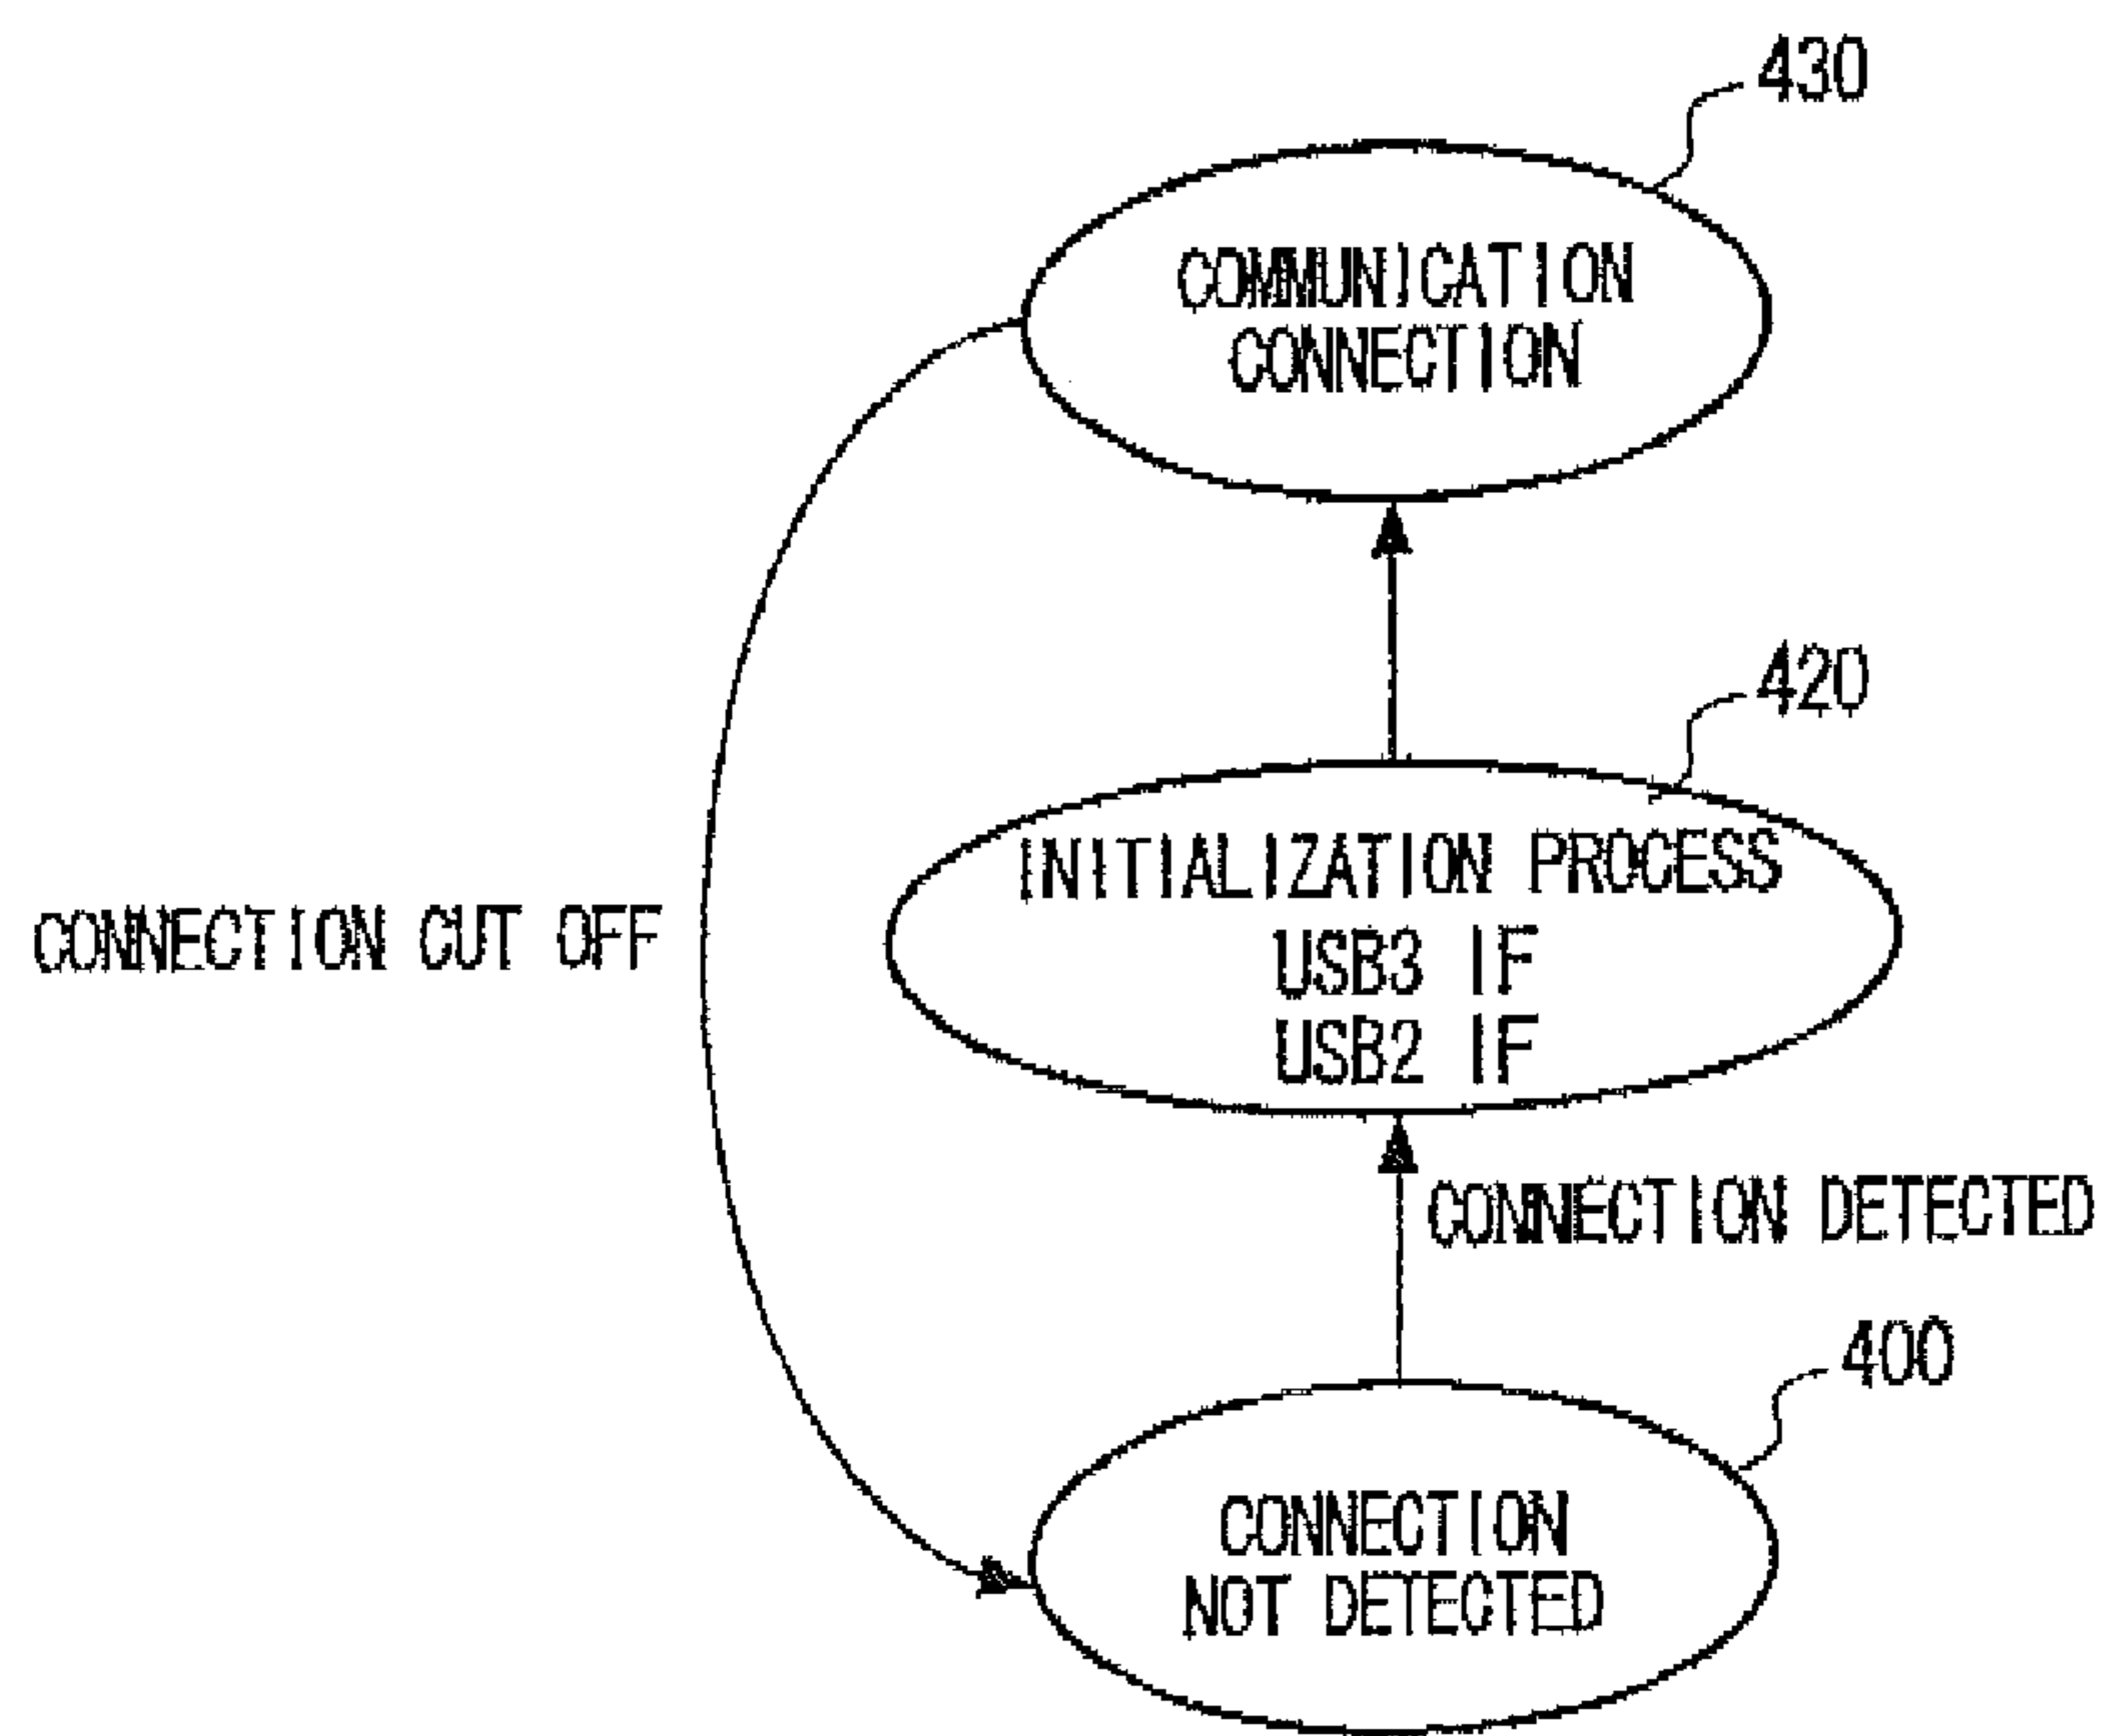 430
COMMUNICATION
CONNECTION
420
INITIALIZATION PROCESS
USB3 IF
USB2 IF
CONNECTION CUT OFF
CONNECTION DETECTED
400
CONNECTION
NOT DETECTED